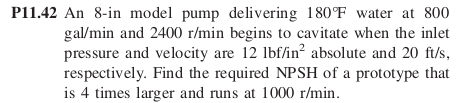 P11.42 An 8-in model pump delivering 180°F water at 800
gal/min and 2400 r/min begins to cavitate when the inlet
pressure and velocity are 12 lbf/in² absolute and 20 ft/s,
respectively. Find the required NPSH of a prototype that
is 4 times larger and runs at 1000 r/min.